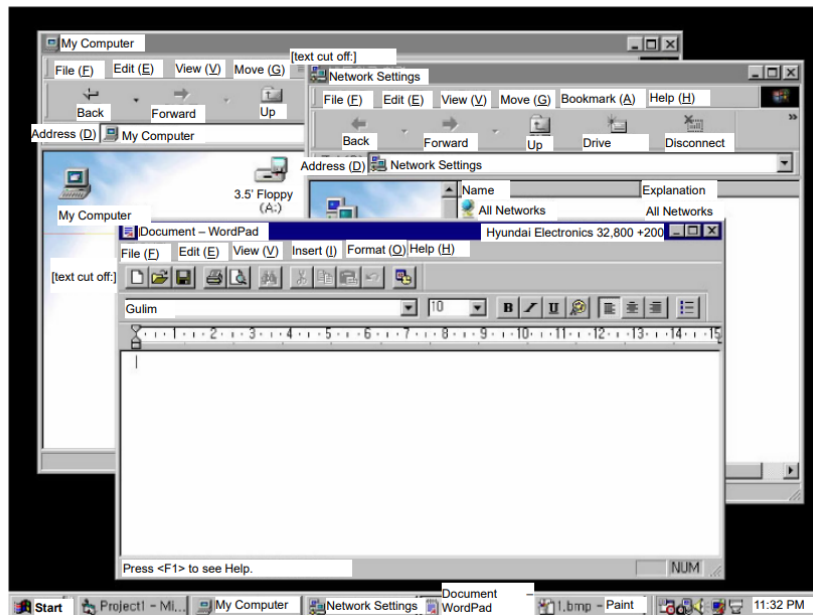 My Computer
File (F) Edit (E) View (V) Move (G)
[text cut off:]
Back Forward Up
Address (D) My Computer
My Computer
3.5' Floppy
(A:)
[text cut off:]
Network Settings
File (F) Edit (E) View (V) Move (G) Bookmark (A) Help (H)
Back Forward Up Drive Disconnect
Address (D) Network Settings
Name Explanation
All Networks All Networks
Document – WordPad Hyundai Electronics 32,800 +200
File (F) Edit (E) View (V) Insert (I) Format (O) Help (H)
Gulim 10 B I U
1 2 3 4 5 6 7 8 9 10 11 12 13 14 15
Press <F1> to see Help. NUM
Start Project1 - Mi... My Computer Network Settings Document – WordPad 1.bmp - Paint 11:32 PM